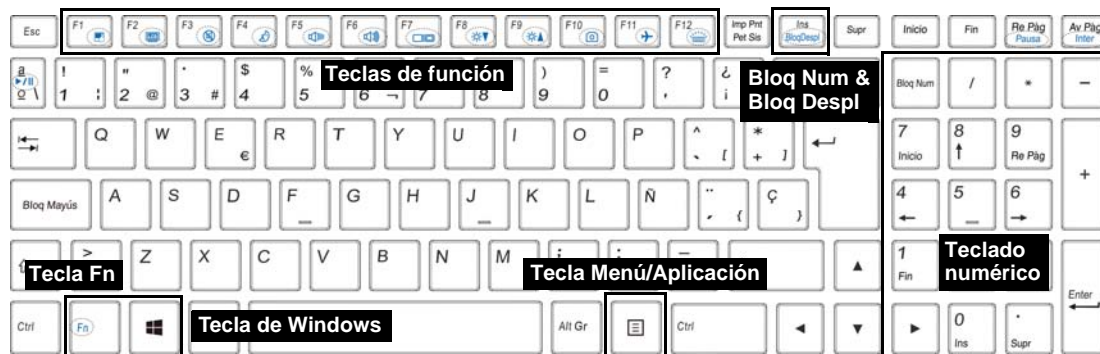 Esc F1 F2 F3 F4 F5 F6 F7 F8 F9 F10 F11 F12 Imp Pnt Pet Sis Ins BloqDespl Supr Inicio Fin Re Pàg Pausa Av Pàg Inter
Teclas de función
Bloq Num &
Bloq Despl
a º \ ! 1 " 2 @ · 3 # $ 4 % 5 6 ¬ 7 8 ) 9 = 0 ? ' ¿ ¡ Bloq Num / * −
Q W E € R T Y U I O P ^ ` [ * + ] 7 Inicio 8 9 Re Pàg +
Bloq Mayús A S D F G H J K L Ñ ¨ ´ { Ç } 4 5 6
> Z X C V B N M ; : _ 1 Fin
Tecla Fn
Tecla Menú/Aplicación
Teclado
numérico
Enter
Ctrl Fn
Tecla de Windows
Alt Gr Ctrl 0 Ins . Supr